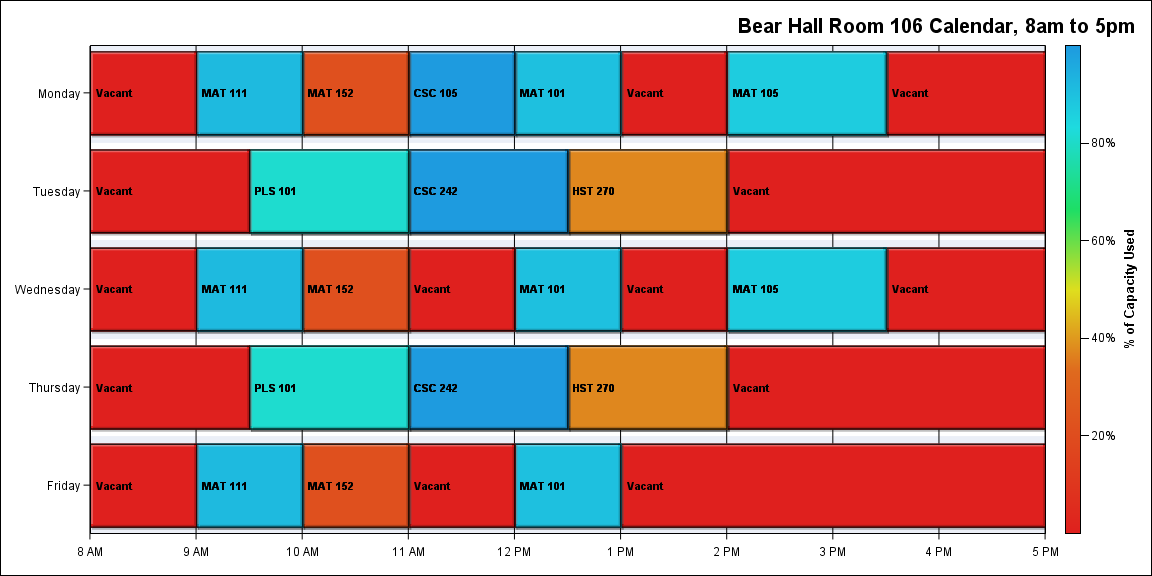 Bear Hall Room 106 Calendar, 8am to 5pm
Monday
Vacant
MAT 111
MAT 152
CSC 105
MAT 101
Vacant
MAT 105
Vacant
Tuesday
Vacant
PLS 101
CSC 242
HST 270
Vacant
Wednesday
Vacant
MAT 111
MAT 152
Vacant
MAT 101
Vacant
MAT 105
Vacant
Thursday
Vacant
PLS 101
CSC 242
HST 270
Vacant
Friday
Vacant
MAT 111
MAT 152
Vacant
MAT 101
Vacant
8 AM
9 AM
10 AM
11 AM
12 PM
1 PM
2 PM
3 PM
4 PM
5 PM
80%
60%
40%
20%
% of Capacity Used